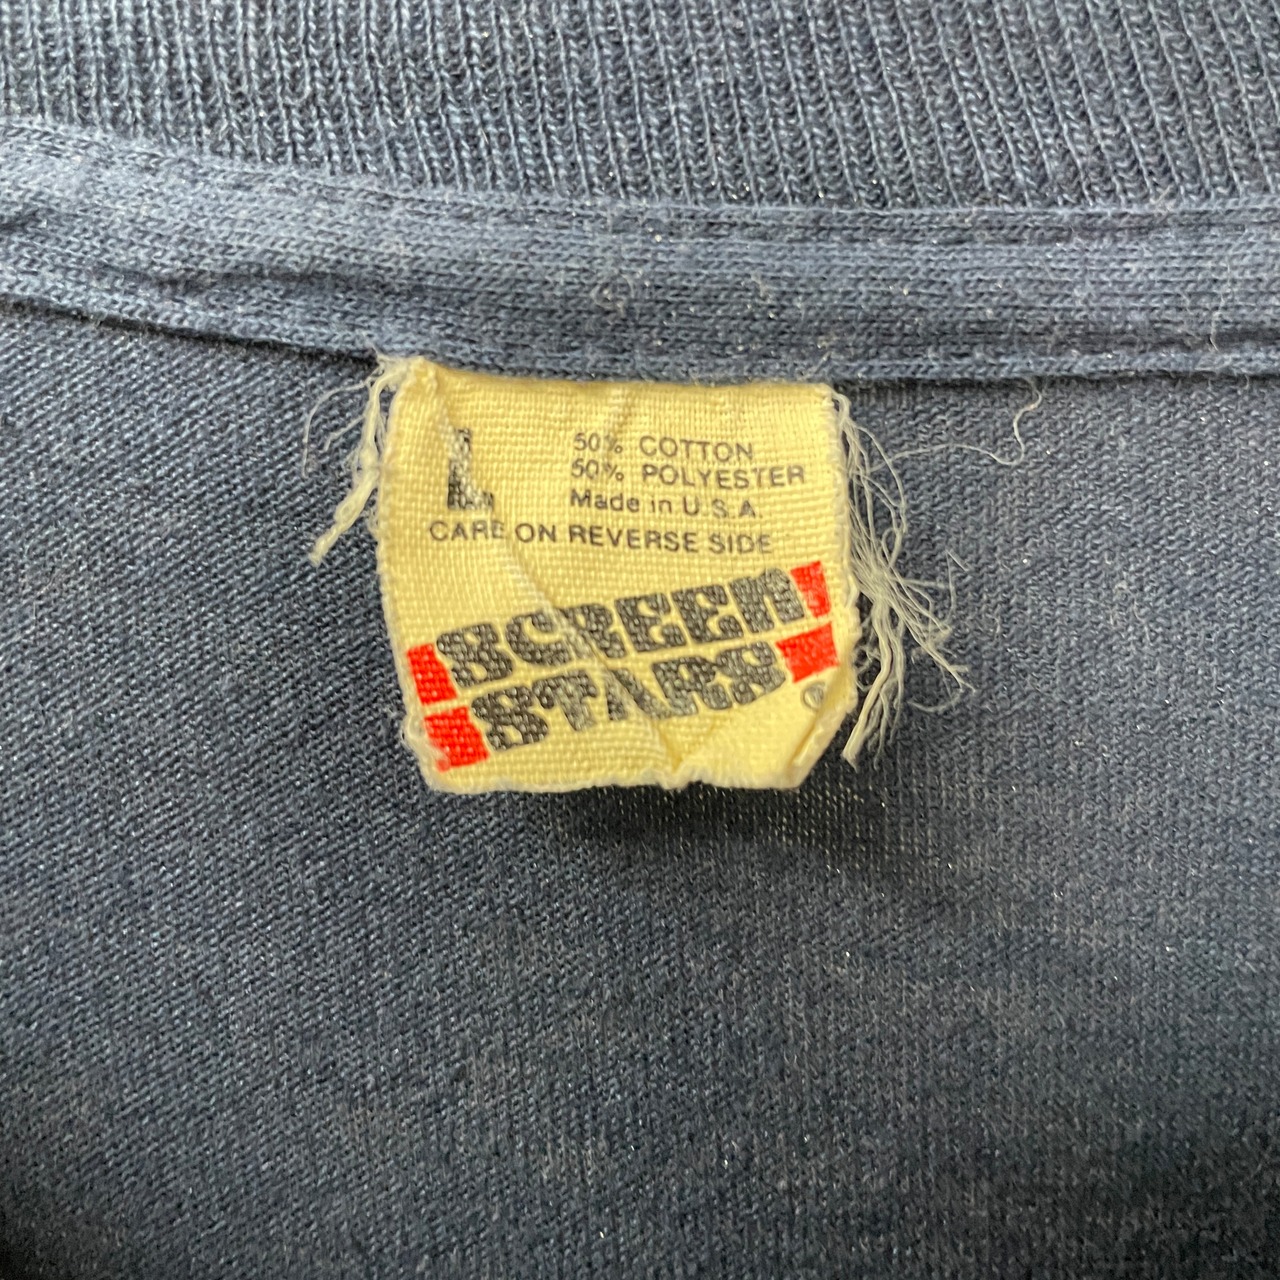 L
50% COTTON
50% POLYESTER
Made in U.S.A.
CARE ON REVERSE SIDE
SCREEN
STARS
®